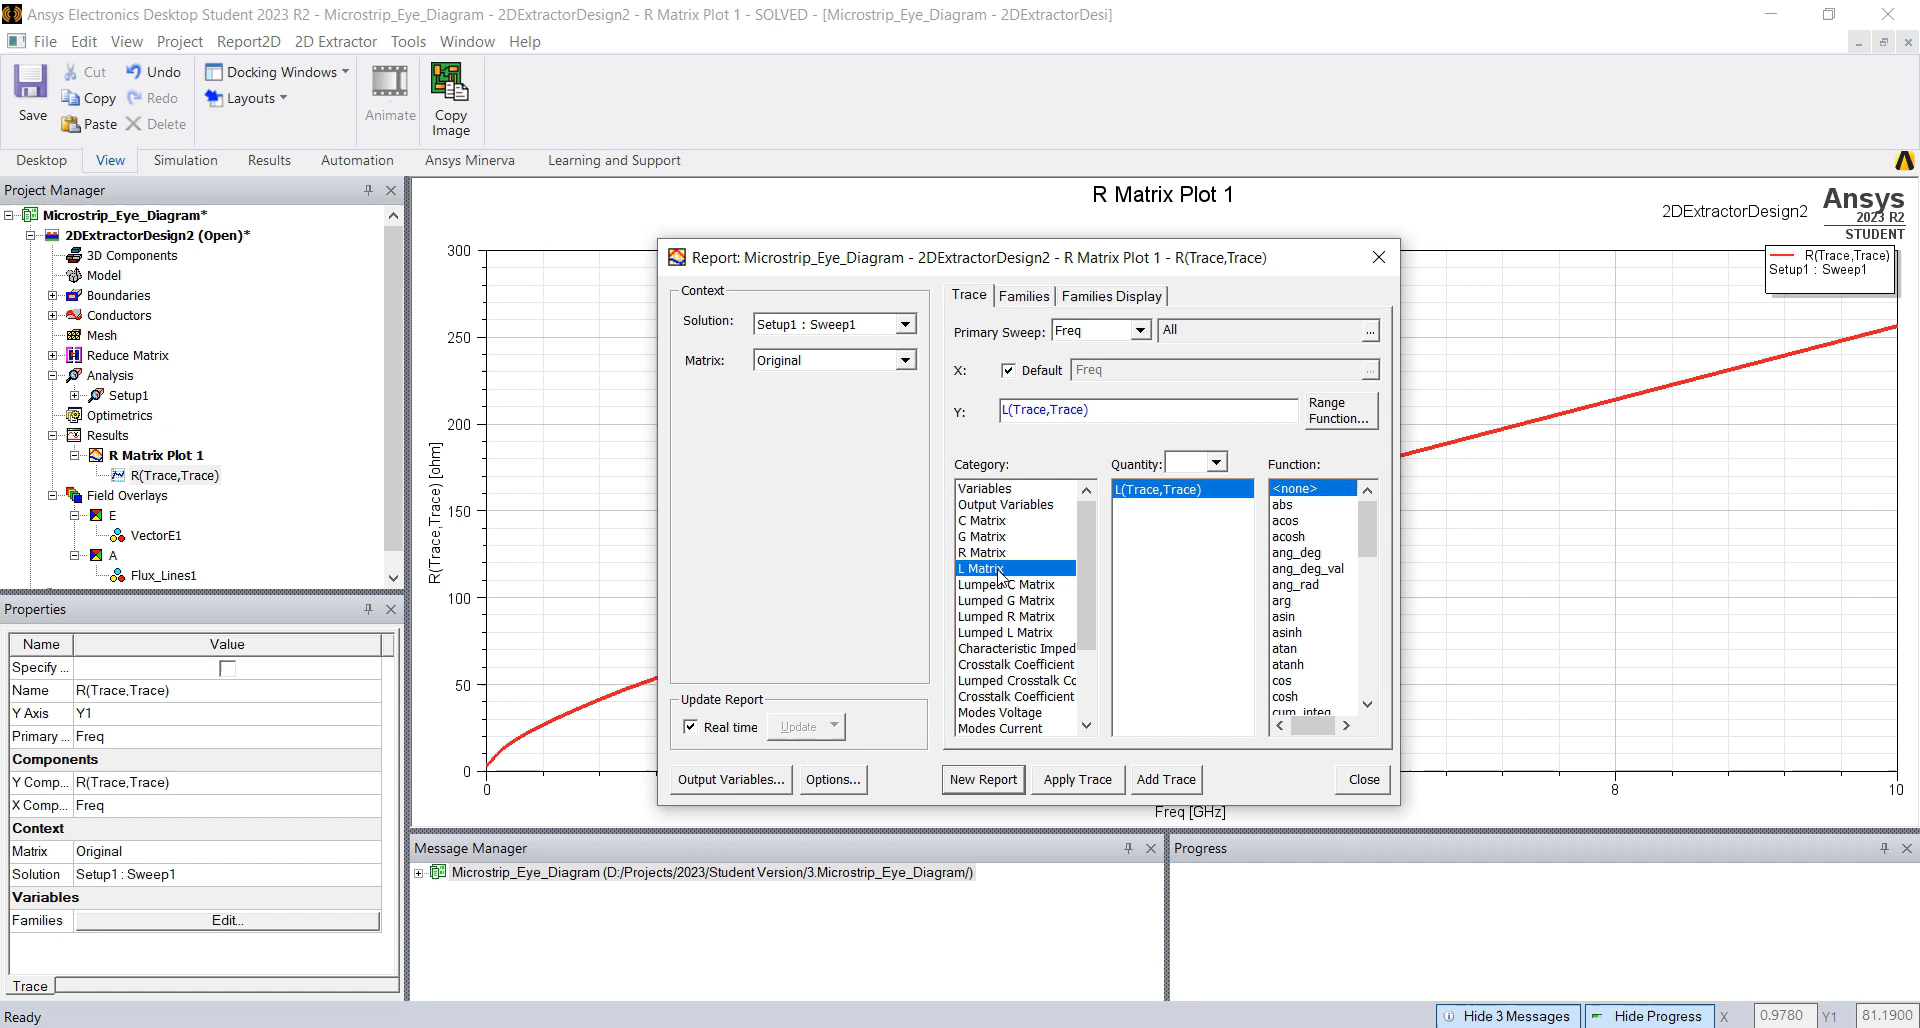 Ansys Electronics Desktop Student 2023 R2 - Microstrip_Eye_Diagram - 2DExtractorDesign2 - R Matrix Plot 1 - SOLVED - [Microstrip_Eye_Diagram - 2DExtractorDesi]
File Edit View Project Report2D 2D Extractor Tools Window Help
Save
Cut
Copy
Paste
Undo
Redo
Delete
Docking Windows
Layouts
Animate
Copy
Image
Desktop View Simulation Results Automation Ansys Minerva Learning and Support
Project Manager
Microstrip_Eye_Diagram*
2DExtractorDesign2 (Open)*
3D Components
Model
Boundaries
Conductors
Mesh
Reduce Matrix
Analysis
Setup1
Optimetrics
Results
R Matrix Plot 1
R(Trace,Trace)
Field Overlays
E
VectorE1
A
Flux_Lines1
Properties
Name Value
Specify ...
Name R(Trace,Trace)
Y Axis Y1
Primary ... Freq
Components
Y Comp... R(Trace,Trace)
X Comp... Freq
Context
Matrix Original
Solution Setup1 : Sweep1
Variables
Families Edit...
Trace
R Matrix Plot 1
2DExtractorDesign2
Ansys
2023 R2
STUDENT
R(Trace,Trace)
Setup1 : Sweep1
300
250
200
150
100
50
0
R(Trace,Trace) [ohm]
0 8 10
Freq [GHz]
Report: Microstrip_Eye_Diagram - 2DExtractorDesign2 - R Matrix Plot 1 - R(Trace,Trace)
Context
Solution: Setup1 : Sweep1
Matrix: Original
Update Report
Real time Update
Output Variables... Options...
Trace Families Families Display
Primary Sweep: Freq All ...
X: Default Freq ...
Y: L(Trace,Trace)
Range
Function...
Category:
Variables
Output Variables
C Matrix
G Matrix
R Matrix
L Matrix
Lumped C Matrix
Lumped G Matrix
Lumped R Matrix
Lumped L Matrix
Characteristic Imped
Crosstalk Coefficient
Lumped Crosstalk Cc
Crosstalk Coefficient
Modes Voltage
Modes Current
Quantity:
L(Trace,Trace)
Function:
<none>
abs
acos
acosh
ang_deg
ang_deg_val
ang_rad
arg
asin
asinh
atan
atanh
cos
cosh
cum_integ
New Report Apply Trace Add Trace Close
Message Manager
Microstrip_Eye_Diagram (D:/Projects/2023/Student Version/3.Microstrip_Eye_Diagram/)
Progress
Ready
Hide 3 Messages Hide Progress X 0.9780 Y1 81.1900